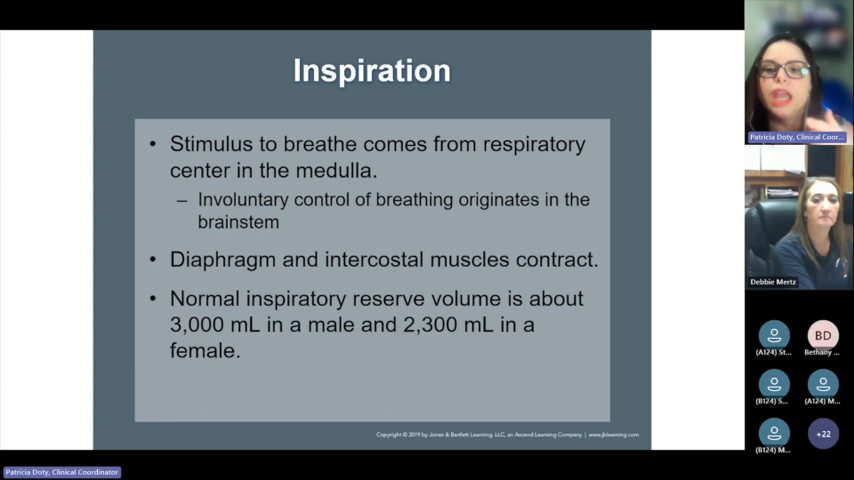 Inspiration
• Stimulus to breathe comes from respiratory
center in the medulla.
– Involuntary control of breathing originates in the
brainstem
• Diaphragm and intercostal muscles contract.
• Normal inspiratory reserve volume is about
3,000 mL in a male and 2,300 mL in a
female.
Copyright © 2019 by Jones & Bartlett Learning, LLC, an Ascend Learning Company | www.jblearning.com
Patricia Doty, Clinical Coor...
Debbie Mertz
BD
(A124) St...
Bethany ...
(B124) S...
(A124) M...
+22
(B124) M...
Patricia Doty, Clinical Coordinator